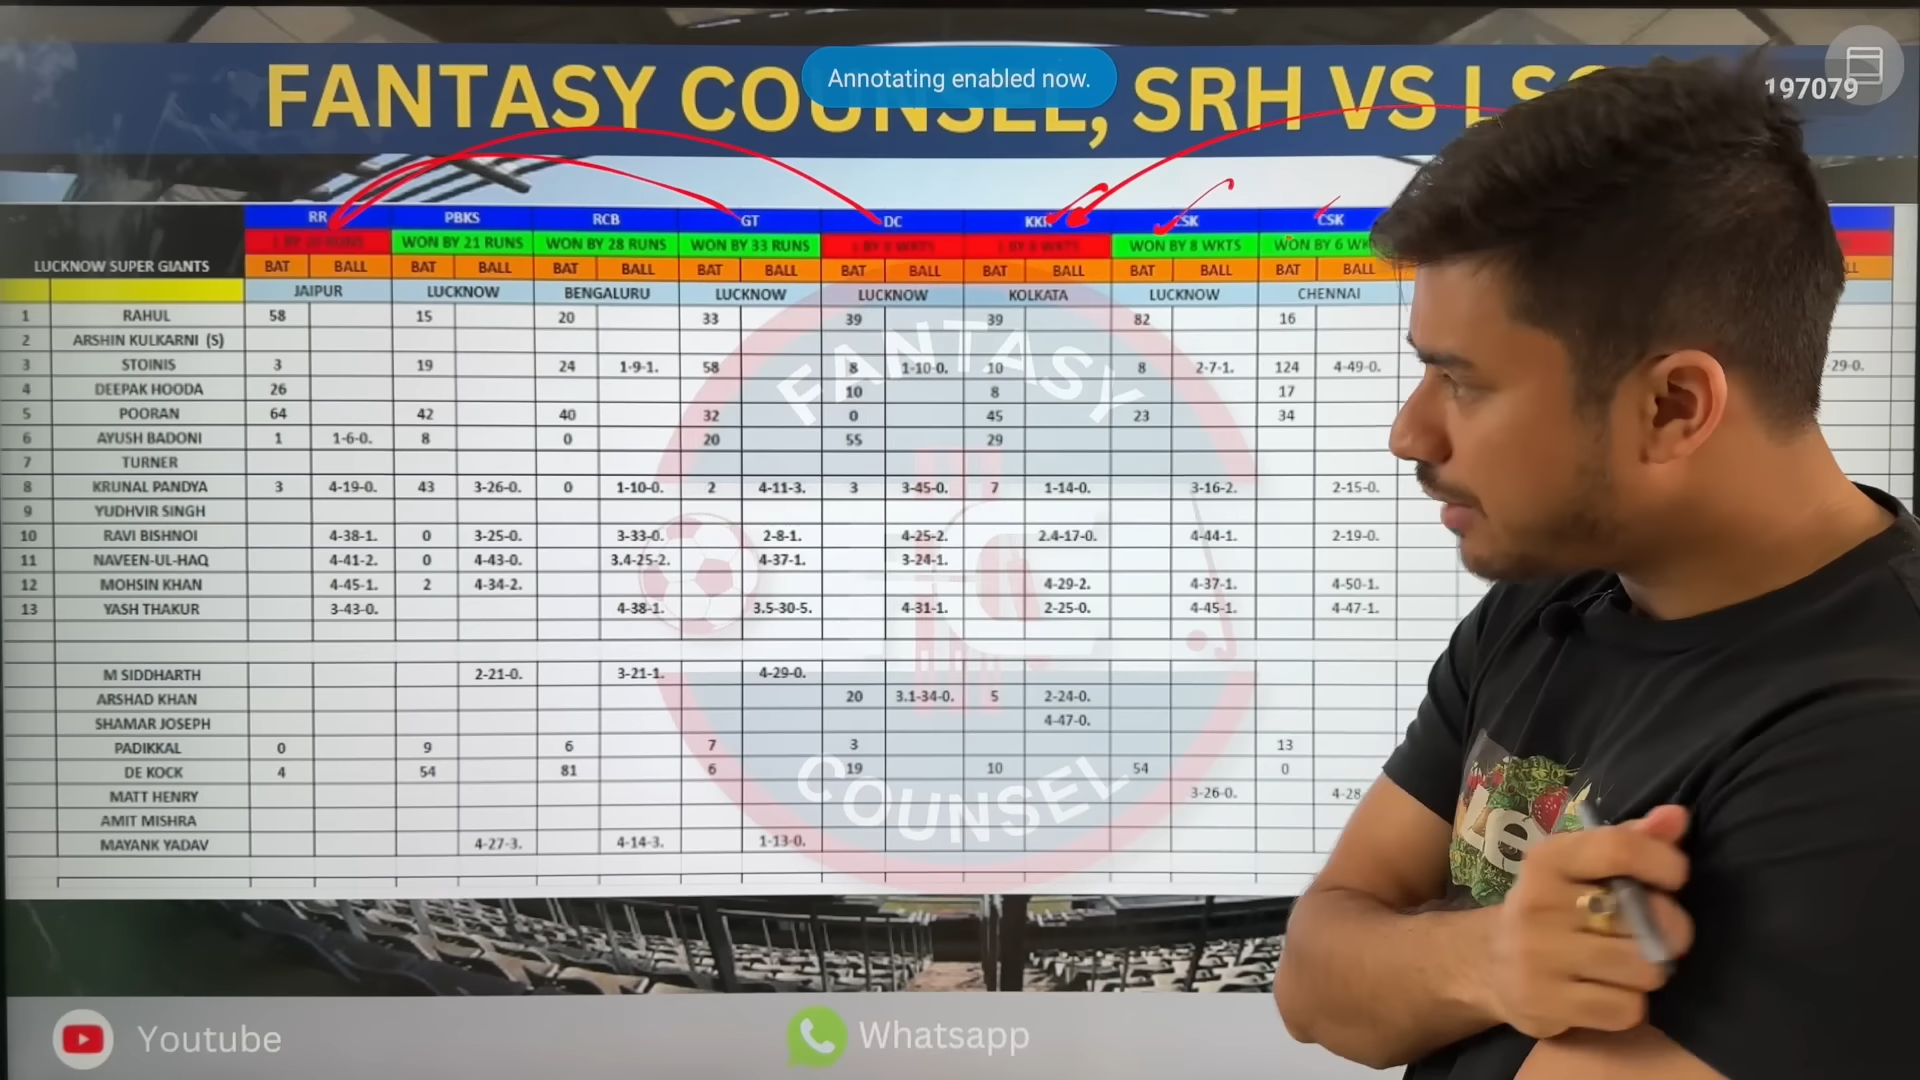 FANTASY COUNSEL, SRH VS LS
Annotating enabled now.
197079
RR PBKS RCB GT DC KKR CSK CSK
WON BY 21 RUNS WON BY 28 RUNS WON BY 33 RUNS WON BY 8 WKTS WON BY 6 WK
LUCKNOW SUPER GIANTS BAT BALL BAT BALL BAT BALL BAT BALL BAT BALL BAT BALL BAT BALL BAT BALL LL
JAIPUR LUCKNOW BENGALURU LUCKNOW LUCKNOW KOLKATA LUCKNOW CHENNAI
1 RAHUL 58 15 20 33 39 39 82 16
2 ARSHIN KULKARNI (S)
3 STOINIS 3 19 24 1-9-1. 58 8 1-10-0. 10 8 2-7-1. 124 4-49-0. -29-0.
4 DEEPAK HOODA 26 10 8 17
5 POORAN 64 42 40 32 0 45 23 34
6 AYUSH BADONI 1 1-6-0. 8 0 20 55 29
7 TURNER
8 KRUNAL PANDYA 3 4-19-0. 43 3-26-0. 0 1-10-0. 2 4-11-3. 3 3-45-0. 7 1-14-0. 3-16-2. 2-15-0.
9 YUDHVIR SINGH
10 RAVI BISHNOI 4-38-1. 0 3-25-0. 3-33-0. 2-8-1. 4-25-2. 2.4-17-0. 4-44-1. 2-19-0.
11 NAVEEN-UL-HAQ 4-41-2. 0 4-43-0. 3.4-25-2. 4-37-1. 3-24-1.
12 MOHSIN KHAN 4-45-1. 2 4-34-2. 4-29-2. 4-37-1. 4-50-1.
13 YASH THAKUR 3-43-0. 4-38-1. 3.5-30-5. 4-31-1. 2-25-0. 4-45-1. 4-47-1.
M SIDDHARTH 2-21-0. 3-21-1. 4-29-0.
ARSHAD KHAN 20 3.1-34-0. 5 2-24-0.
SHAMAR JOSEPH 4-47-0.
PADIKKAL 0 9 6 7 3 13
DE KOCK 4 54 81 6 19 10 54 0
MATT HENRY 3-26-0. 4-28
AMIT MISHRA
MAYANK YADAV 4-27-3. 4-14-3. 1-13-0.
FANTASY
COUNSEL
Youtube
Whatsapp